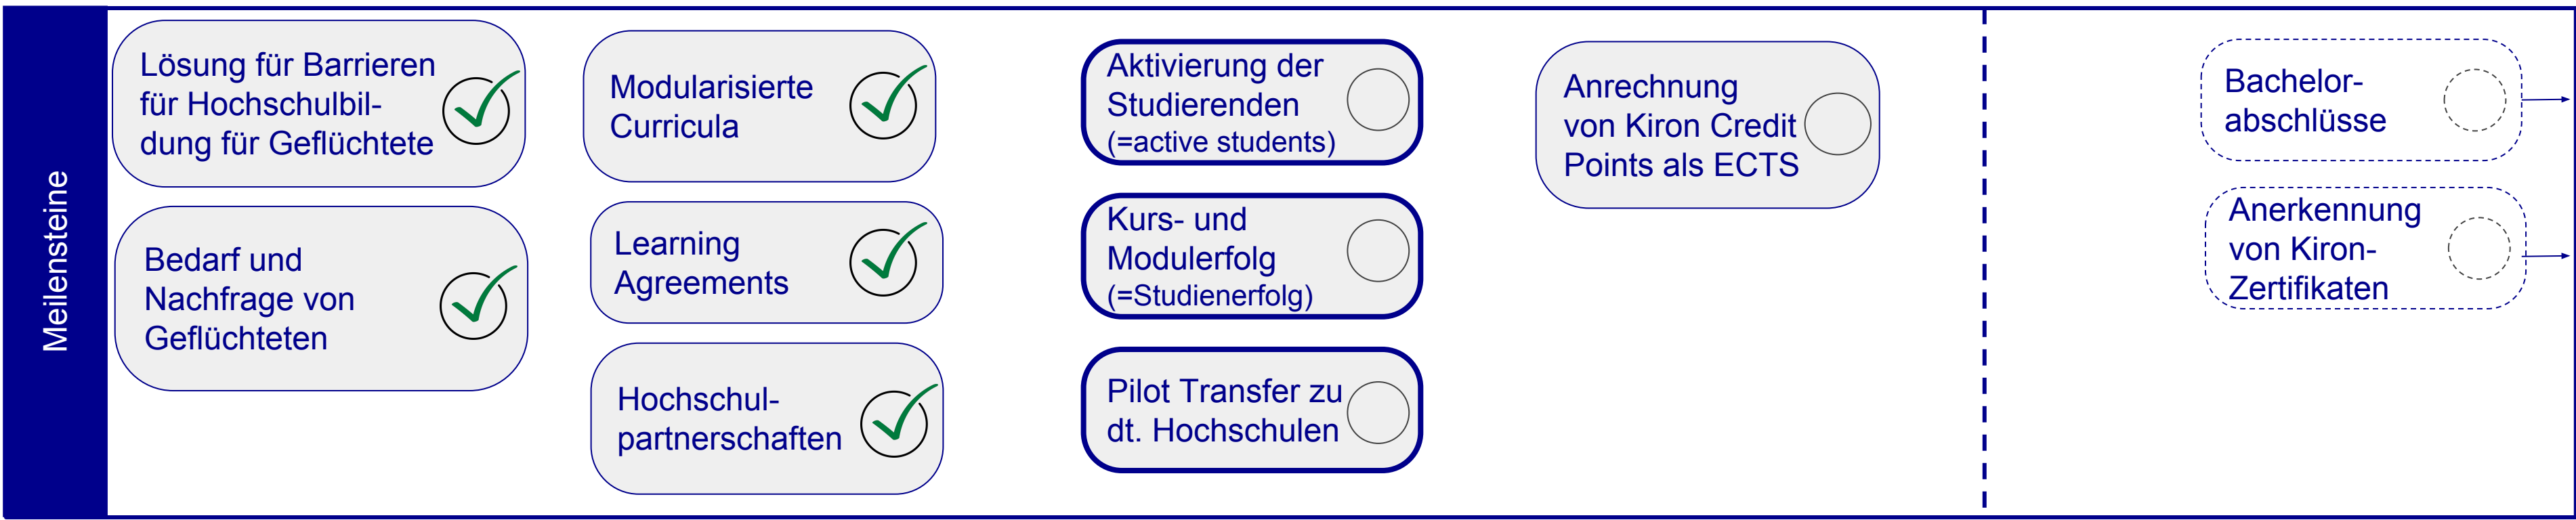 Meilensteine
Lösung für Barrieren
für Hochschulbil-
dung für Geflüchtete
Bedarf und
Nachfrage von
Geflüchteten
Modularisierte
Curricula
Learning
Agreements
Hochschul-
partnerschaften
Aktivierung der
Studierenden
(=active students)
Kurs- und
Modulerfolg
(=Studienerfolg)
Pilot Transfer zu
dt. Hochschulen
Anrechnung
von Kiron Credit
Points als ECTS
Bachelor-
abschlüsse
Anerkennung
von Kiron-
Zertifikaten